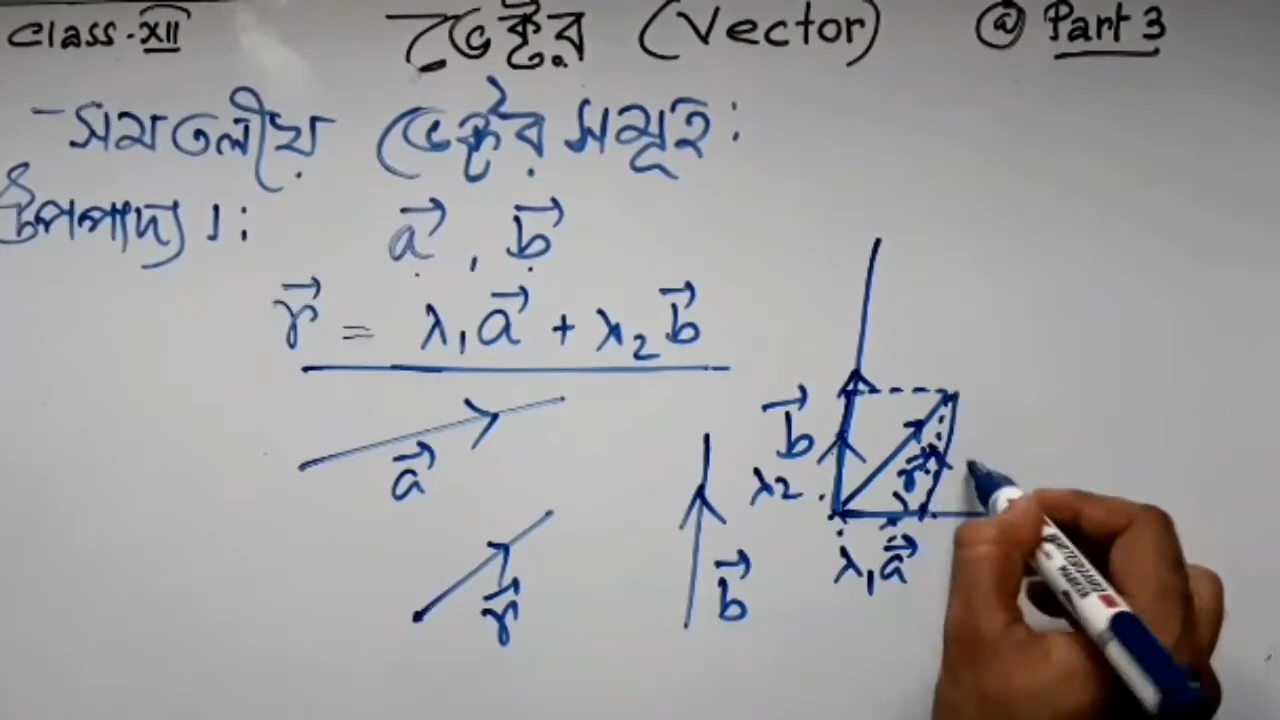 Class-XII ভেক্টর (Vector) @ Part 3
সমতলীয় ভেক্টর সমূহ:
উপপাদ্য 1:
a⃗, b⃗
r⃗ = λ₁a⃗ + λ₂b⃗
a⃗
r⃗
b⃗
b⃗
λ₂
r⃗
λ₁a⃗